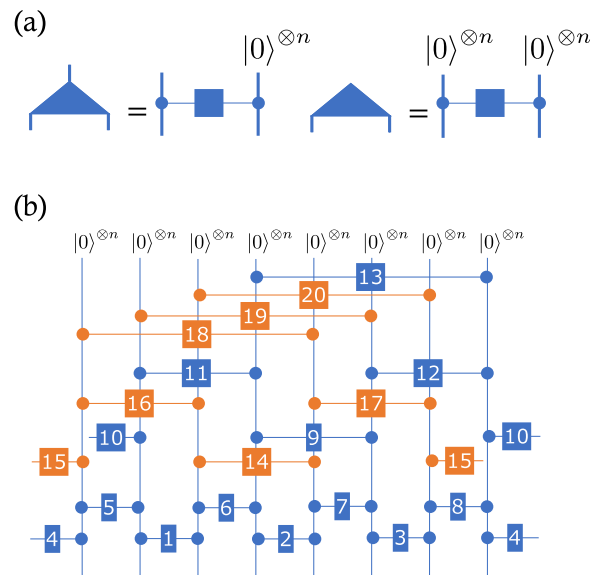 (a)
|0⟩⊗n
|0⟩⊗n |0⟩⊗n
= =
(b)
|0⟩⊗n |0⟩⊗n |0⟩⊗n |0⟩⊗n |0⟩⊗n |0⟩⊗n |0⟩⊗n |0⟩⊗n
13
20
19
18
11 12
16 17
10 9 10
15 14 15
5 6 7 8
4 1 2 3 4